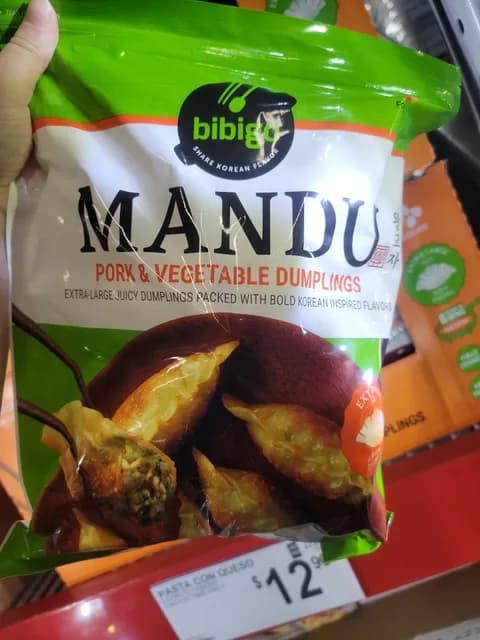 bibigo
SHARE KOREAN FLAVOR
MANDU
PORK & VEGETABLE DUMPLINGS
EXTRA-LARGE JUICY DUMPLINGS PACKED WITH BOLD KOREAN INSPIRED FLAVORS
PLINGS
PASTA CON QUESO
$12